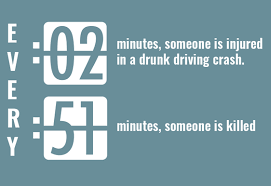 EVERY
:02 minutes, someone is injured
in a drunk driving crash.
:51 minutes, someone is killed